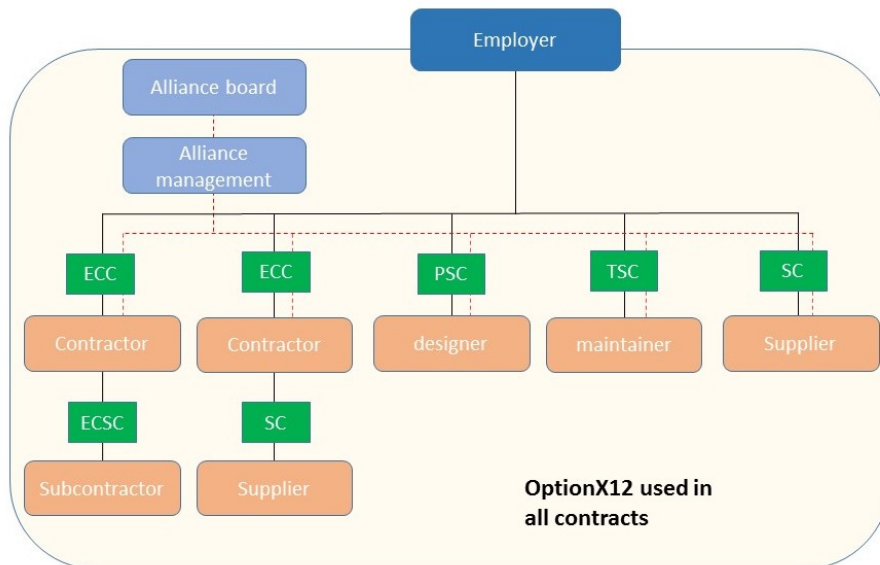 Employer
Alliance board
Alliance
management
ECC
ECC
PSC
TSC
SC
Contractor
Contractor
designer
maintainer
Supplier
ECSC
SC
Subcontractor
Supplier
OptionX12 used in
all contracts